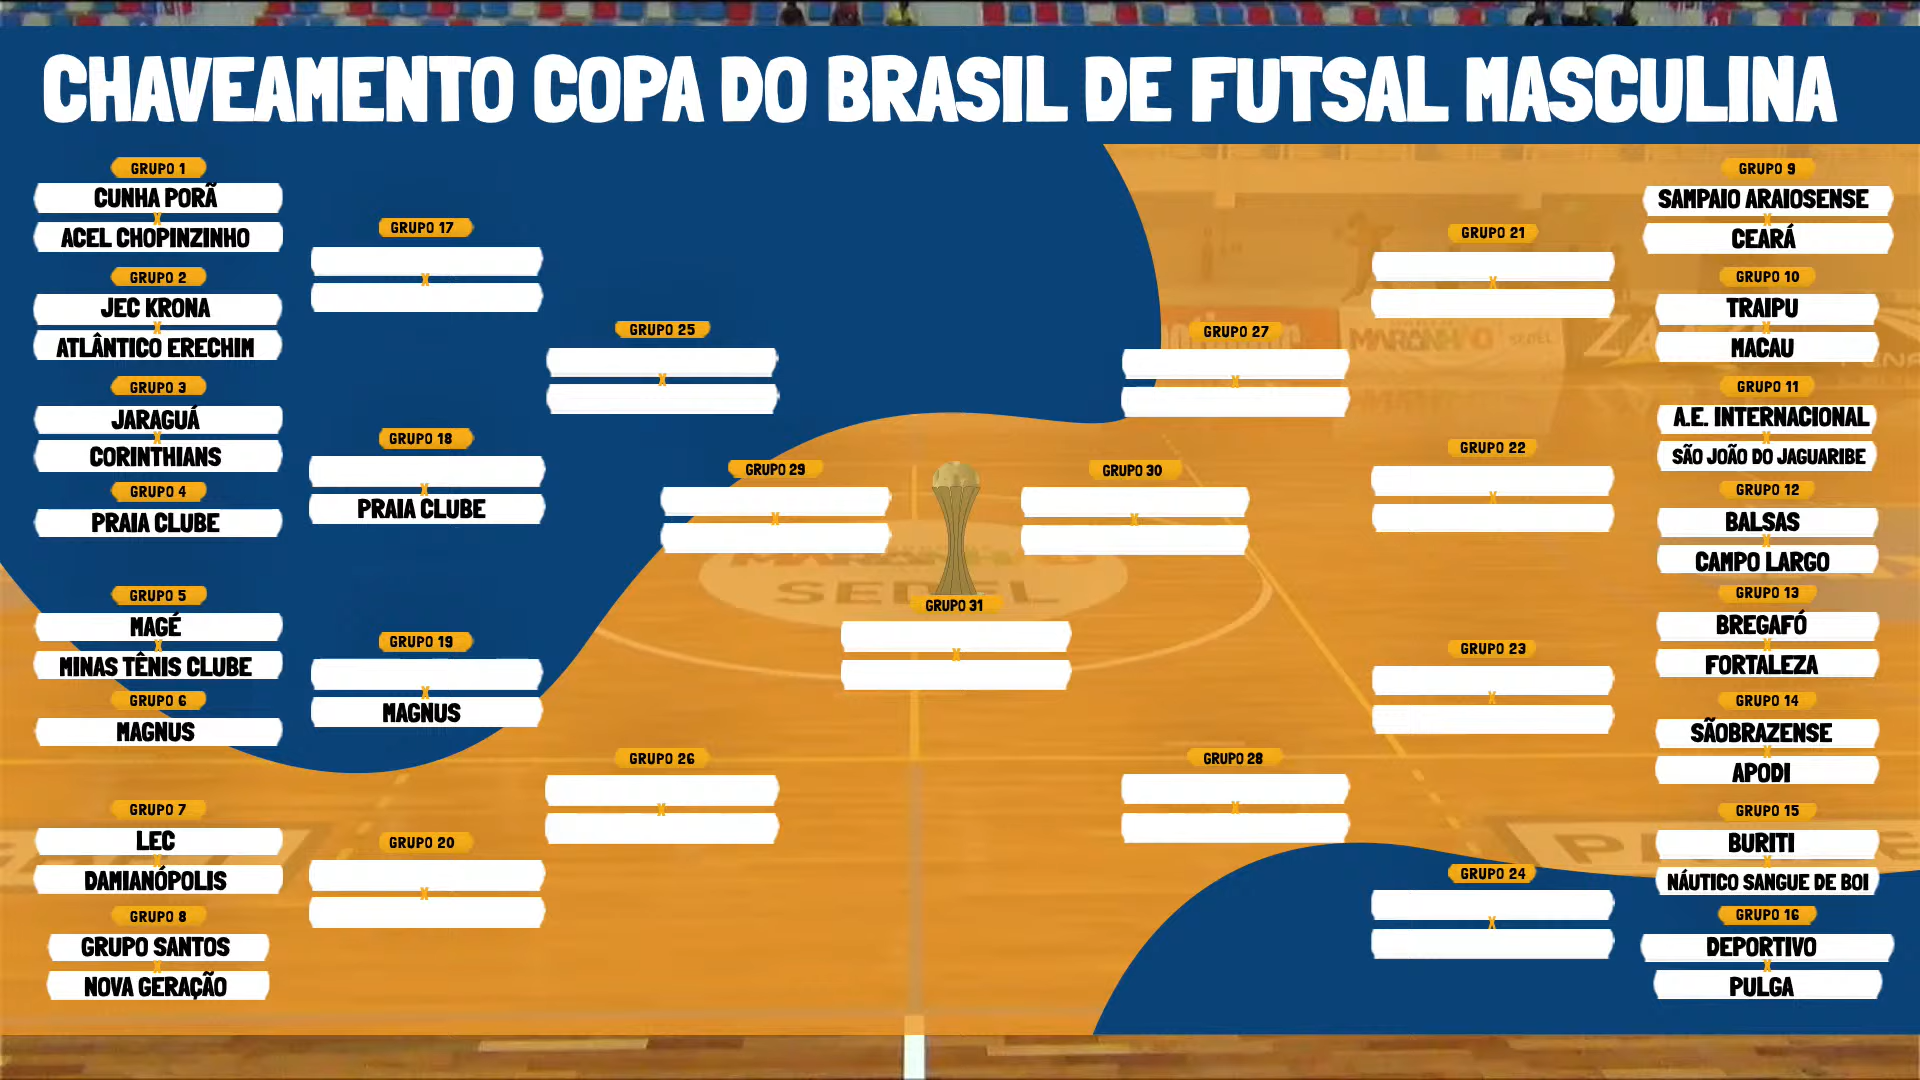 CHAVEAMENTO COPA DO BRASIL DE FUTSAL MASCULINA
GRUPO 1
CUNHA PORÃ
X
ACEL CHOPINZINHO
GRUPO 2
JEC KRONA
X
ATLÂNTICO ERECHIM
GRUPO 3
JARAGUÁ
X
CORINTHIANS
GRUPO 4
PRAIA CLUBE
GRUPO 5
MAGÉ
X
MINAS TÊNIS CLUBE
GRUPO 6
MAGNUS
GRUPO 7
LEC
X
DAMIANÓPOLIS
GRUPO 8
GRUPO SANTOS
X
NOVA GERAÇÃO
GRUPO 17
X
GRUPO 18
X
PRAIA CLUBE
GRUPO 19
X
MAGNUS
GRUPO 20
X
GRUPO 25
X
GRUPO 26
X
GRUPO 29
X
GRUPO 31
X
GRUPO 30
X
GRUPO 27
X
GRUPO 28
X
GRUPO 21
X
GRUPO 22
X
GRUPO 23
X
GRUPO 24
X
GRUPO 9
SAMPAIO ARAIOSENSE
X
CEARÁ
GRUPO 10
TRAIPU
X
MACAU
GRUPO 11
A.E. INTERNACIONAL
X
SÃO JOÃO DO JAGUARIBE
GRUPO 12
BALSAS
X
CAMPO LARGO
GRUPO 13
BREGAFÓ
X
FORTALEZA
GRUPO 14
SÃOBRAZENSE
X
APODI
GRUPO 15
BURITI
X
NÁUTICO SANGUE DE BOI
GRUPO 16
DEPORTIVO
X
PULGA
MARANHÃO
SEDEL
MARANHÃO
SEDEL